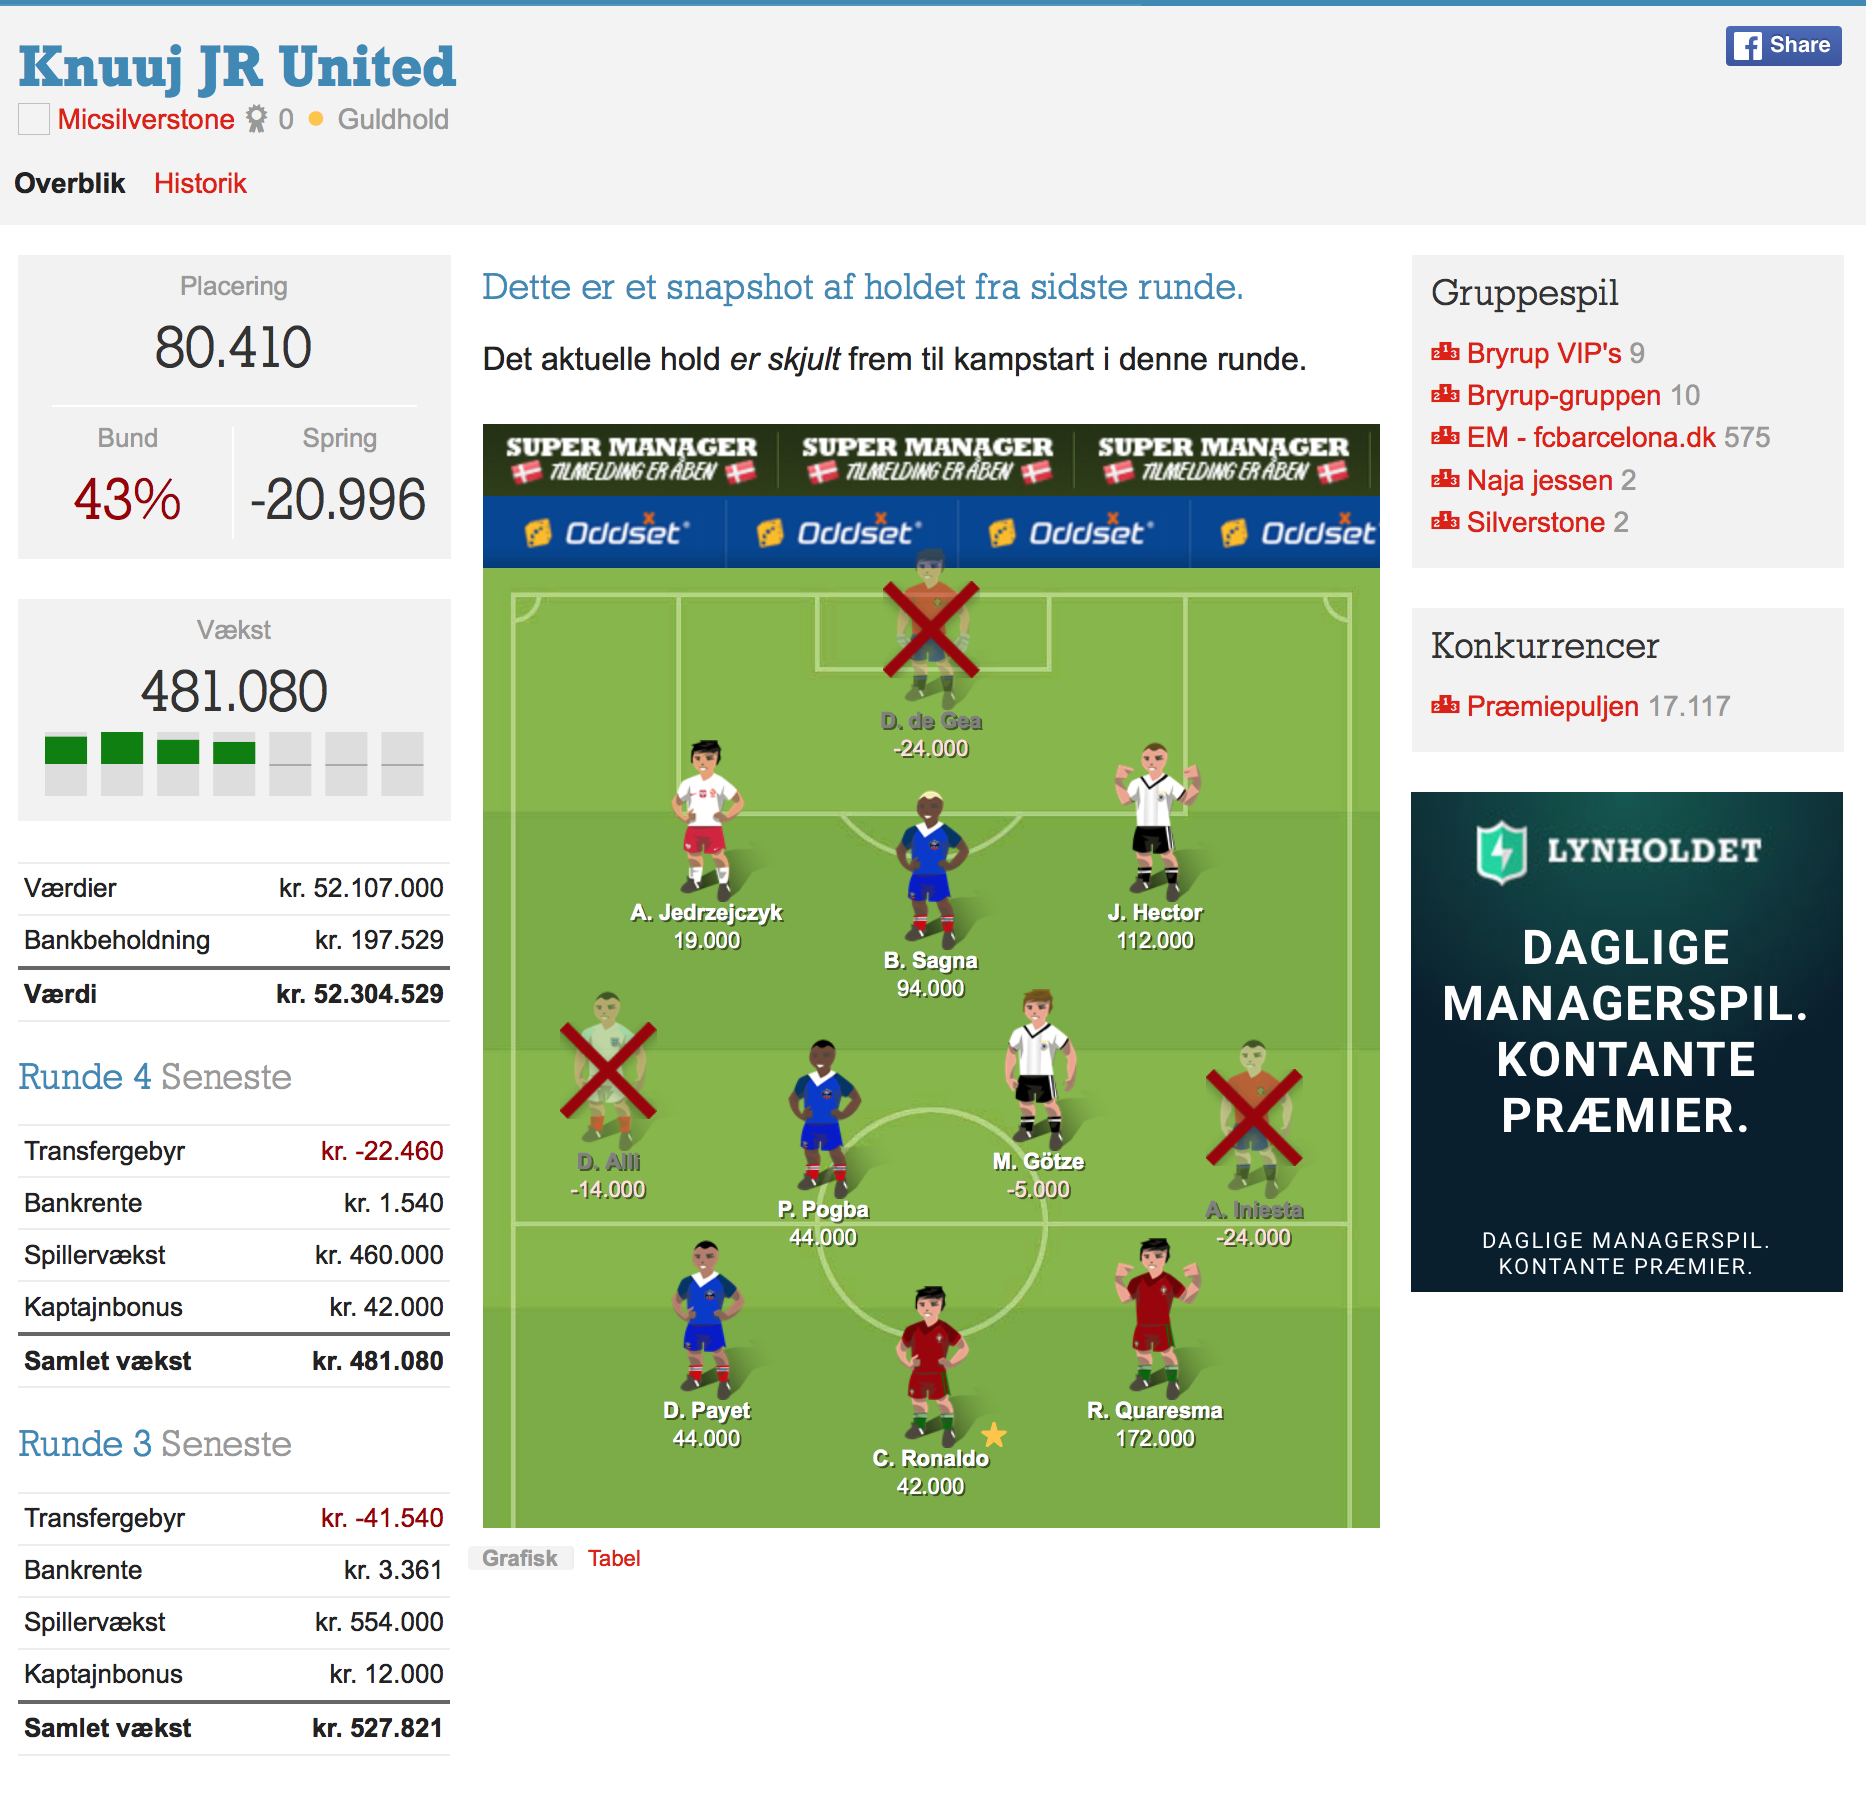 Knuuj JR United
Share
Micsilverstone 0 Guldhold
Overblik Historik
Placering
80.410
Bund Spring
43% -20.996
Vækst
481.080
Værdier kr. 52.107.000
Bankbeholdning kr. 197.529
Værdi kr. 52.304.529
Runde 4 Seneste
Transfergebyr kr. -22.460
Bankrente kr. 1.540
Spillervækst kr. 460.000
Kaptajnbonus kr. 42.000
Samlet vækst kr. 481.080
Runde 3 Seneste
Transfergebyr kr. -41.540
Bankrente kr. 3.361
Spillervækst kr. 554.000
Kaptajnbonus kr. 12.000
Samlet vækst kr. 527.821
Dette er et snapshot af holdet fra sidste runde.
Det aktuelle hold er skjult frem til kampstart i denne runde.
SUPER MANAGER SUPER MANAGER SUPER MANAGER
TILMELDING ER ÅBEN TILMELDING ER ÅBEN TILMELDING ER ÅBEN
Oddset Oddset Oddset Oddset
D. de Gea
-24.000
A. Jedrzejczyk
19.000
B. Sagna
94.000
J. Hector
112.000
D. Alli
-14.000
P. Pogba
44.000
M. Götze
-5.000
A. Iniesta
-24.000
D. Payet
44.000
C. Ronaldo
42.000
R. Quaresma
172.000
Grafisk Tabel
Gruppespil
Bryrup VIP's 9
Bryrup-gruppen 10
EM - fcbarcelona.dk 575
Naja jessen 2
Silverstone 2
Konkurrencer
Præmiepuljen 17.117
LYNHOLDET
DAGLIGE
MANAGERSPIL.
KONTANTE
PRÆMIER.
DAGLIGE MANAGERSPIL.
KONTANTE PRÆMIER.